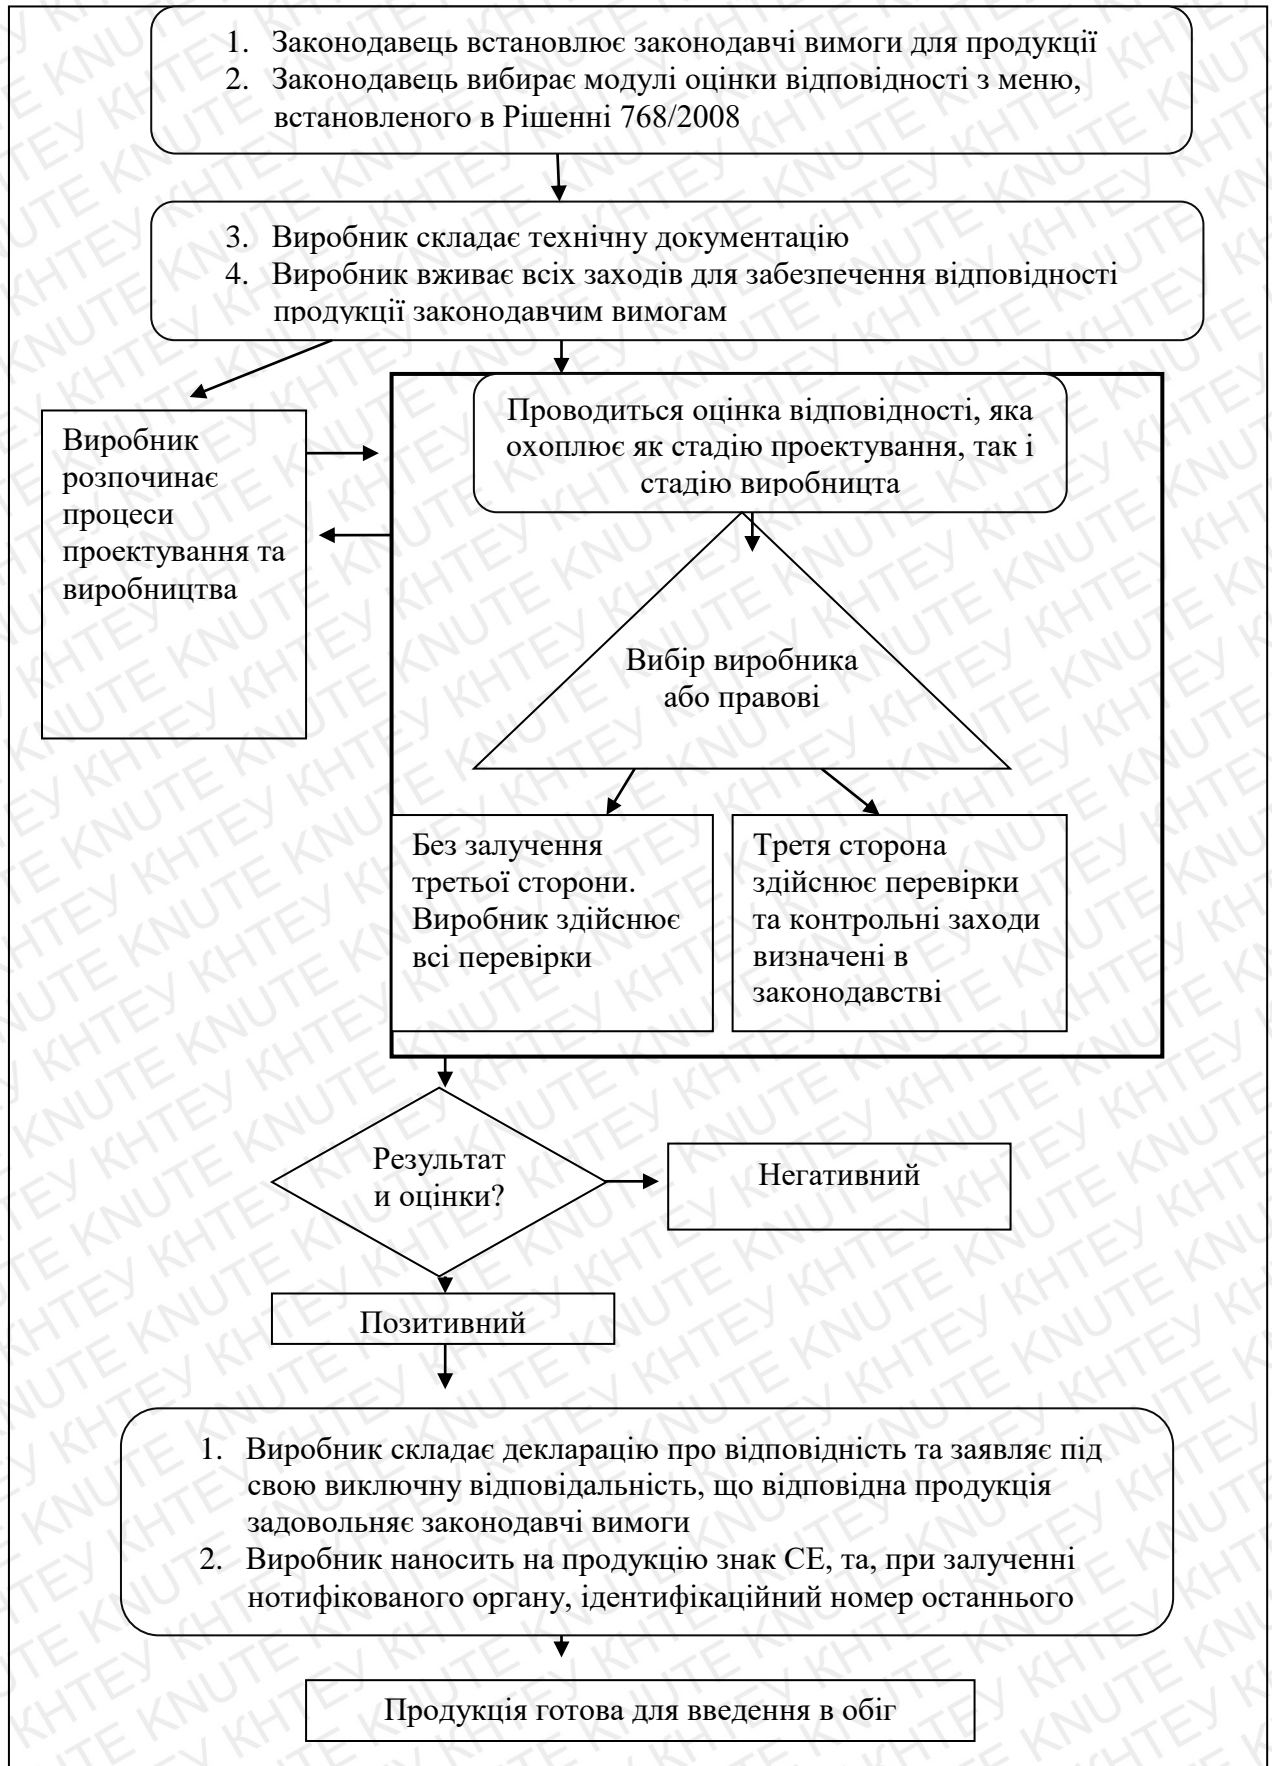 1. Законодавець встановлює законодавчі вимоги для продукції
2. Законодавець вибирає модулі оцінки відповідності з меню,
встановленого в Рішенні 768/2008
3. Виробник складає технічну документацію
4. Виробник вживає всіх заходів для забезпечення відповідності
продукції законодавчим вимогам
Виробник
розпочинає
процеси
проектування та
виробництва
Проводиться оцінка відповідності, яка
охоплює як стадію проектування, так і
стадію виробницта
Вибір виробника
або правові
Без залучення
третьої сторони.
Виробник здійснює
всі перевірки
Третя сторона
здійснює перевірки
та контрольні заходи
визначені в
законодавстві
Результат
и оцінки?
Негативний
Позитивний
1. Виробник складає декларацію про відповідність та заявляє під
свою виключну відповідальність, що відповідна продукція
задовольняє законодавчі вимоги
2. Виробник наносить на продукцію знак СЕ, та, при залученні
нотифікованого органу, ідентифікаційний номер останнього
Продукція готова для введення в обіг